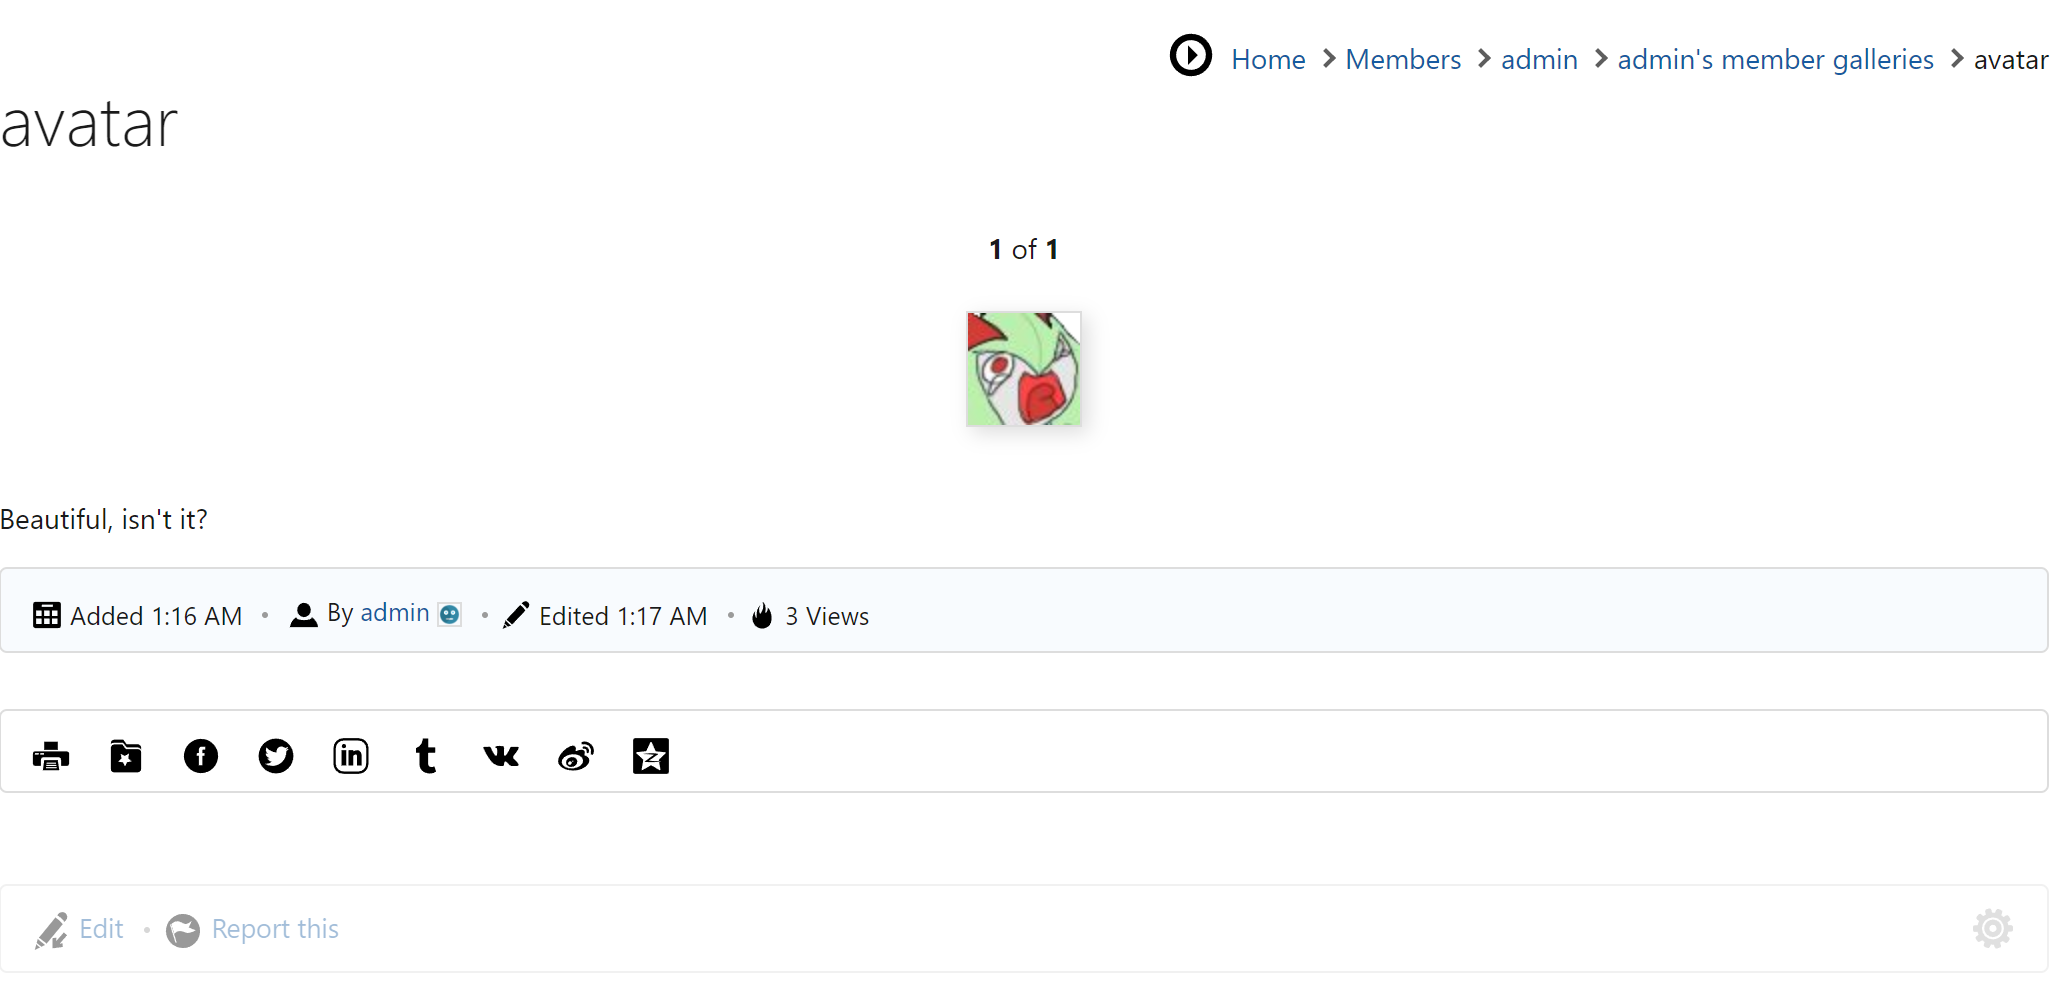 Home > Members > admin > admin's member galleries > avatar
avatar
1 of 1
Beautiful, isn't it?
Added 1:16 AM • By admin • Edited 1:17 AM • 3 Views
Edit • Report this